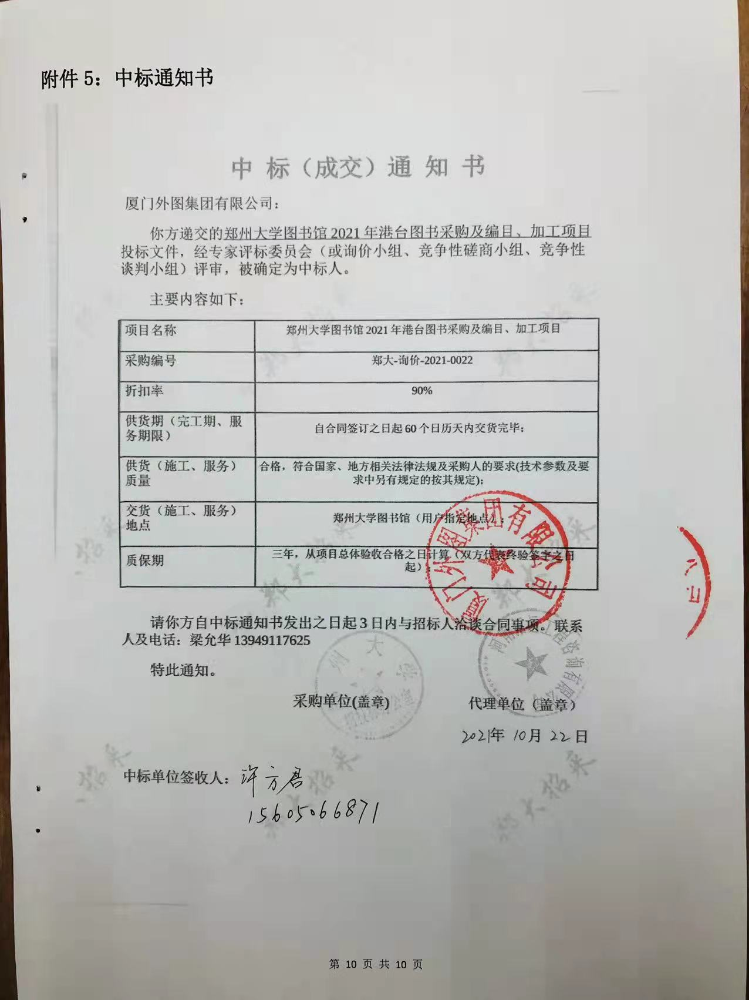 附件 5：中标通知书
中 标（成交）通 知 书
厦门外图集团有限公司：
你方递交的郑州大学图书馆 2021 年港台图书采购及编目、加工项目
投标文件，经专家评标委员会（或询价小组、竞争性磋商小组、竞争性
谈判小组）评审，被确定为中标人。
主要内容如下：
项目名称
郑州大学图书馆 2021 年港台图书采购及编目、加工项目
采购编号
郑大-询价-2021-0022
折扣率
90%
供货期（完工期、服
务期限）
自合同签订之日起 60 个日历天内交货完毕；
供货（施工、服务）
质量
合格，符合国家、地方相关法律法规及采购人的要求(技术参数及要
求中另有规定的按其规定)；
交货（施工、服务）
地点
郑州大学图书馆（用户指定地点）；
质保期
三年，从项目总体验收合格之日计算（双方代表终验签字之日
起）；
厦门外图集团有限公司
请你方自中标通知书发出之日起 3 日内与招标人洽谈合同事项。联系
人及电话：梁允华 13949117625
特此通知。
采购单位(盖章)
代理单位（盖章）
2021年 10月 22日
中标单位签收人：许方君
15605066871
第 10 页 共 10 页